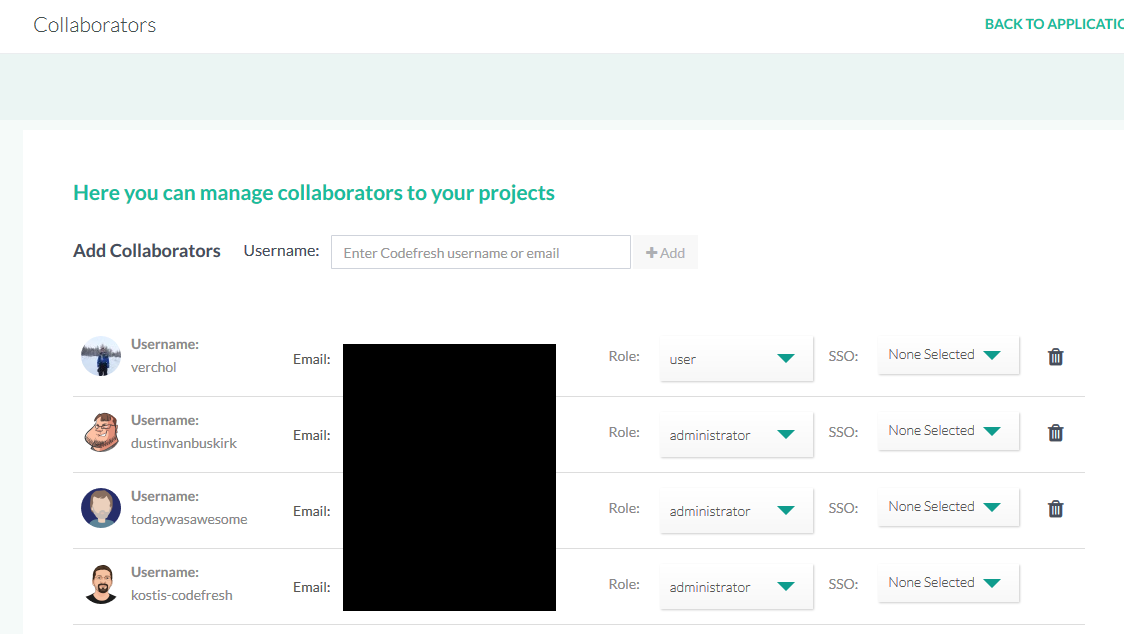 Collaborators BACK TO APPLICATIO
Here you can manage collaborators to your projects
Add Collaborators Username: Enter Codefresh username or email + Add
Username:
verchol
Email: Role: user SSO: None Selected
Username:
dustinvanbuskirk
Email: Role: administrator SSO: None Selected
Username:
todaywasawesome
Email: Role: administrator SSO: None Selected
Username:
kostis-codefresh
Email: Role: administrator SSO: None Selected